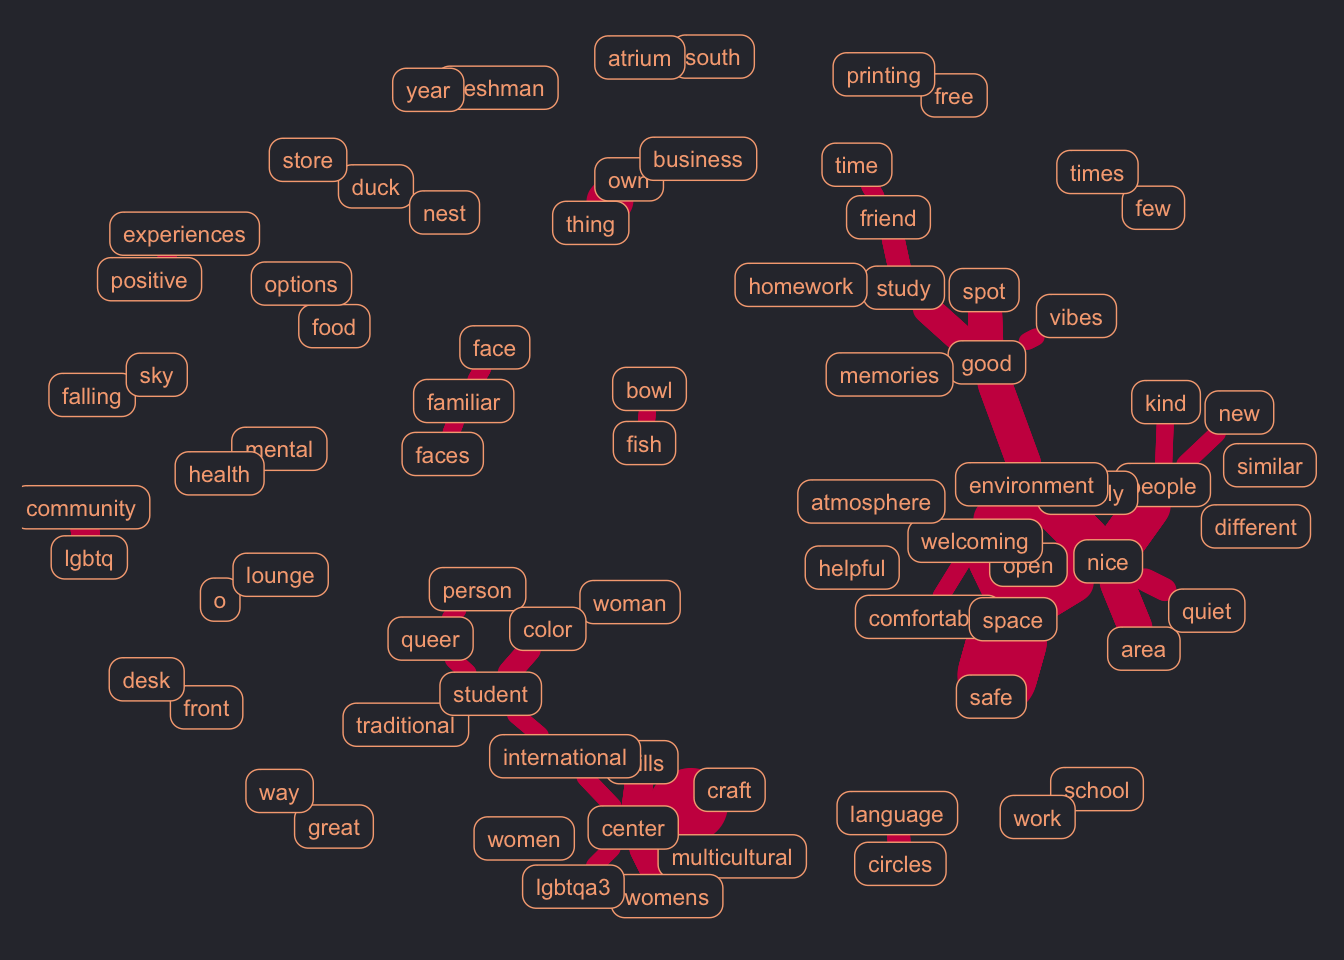 atrium
south
year
eshman
printing
free
store
duck
nest
own
business
thing
time
friend
times
few
experiences
positive
options
food
homework
study
spot
vibes
good
memories
face
familiar
faces
bowl
fish
sky
falling
kind
new
similar
people
different
mental
health
community
lgbtq
environment
ly
atmosphere
welcoming
open
nice
helpful
comfortab
space
quiet
area
safe
o
lounge
person
woman
color
queer
student
traditional
desk
front
international
ills
craft
center
women
multicultural
lgbtqa3
womens
way
great
language
circles
school
work